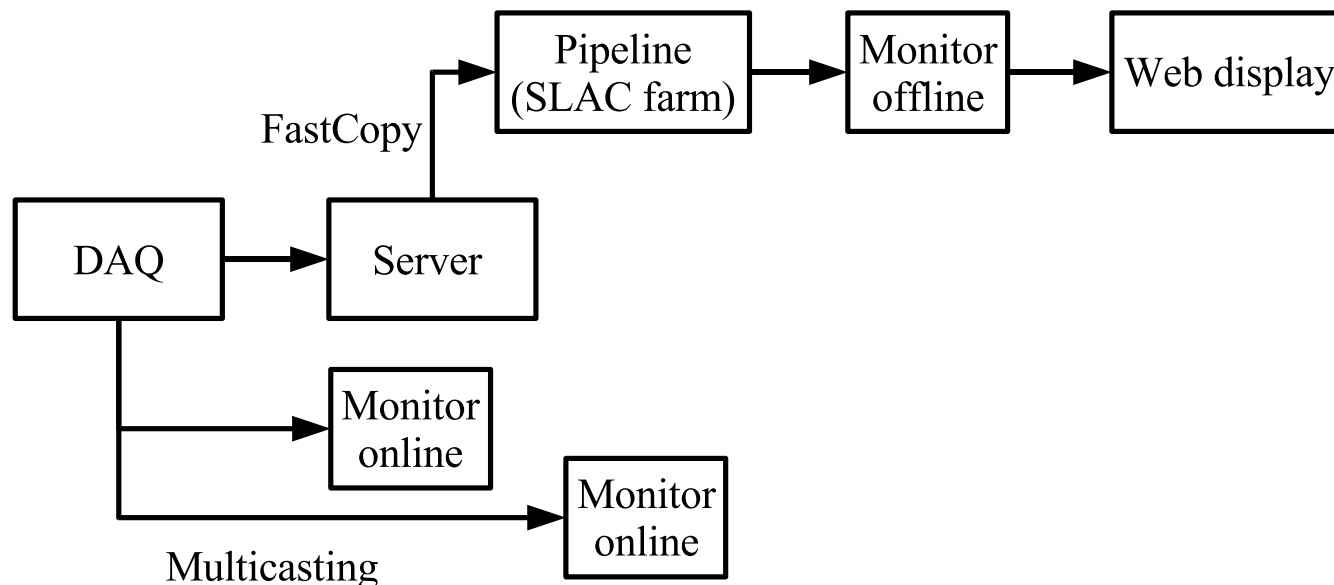 Pipeline
(SLAC farm)
Monitor
offline
Web display
FastCopy
DAQ
Server
Monitor
online
Monitor
online
Multicasting